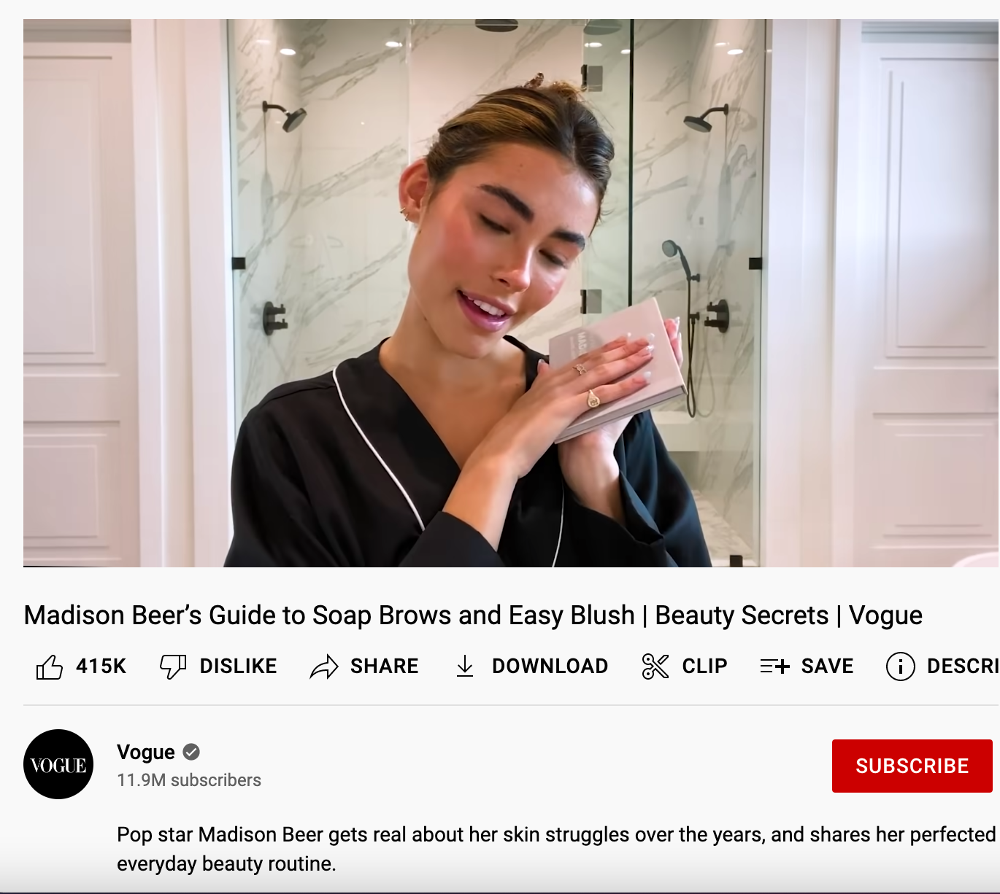 MAD
Madison Beer’s Guide to Soap Brows and Easy Blush | Beauty Secrets | Vogue
415K DISLIKE SHARE DOWNLOAD CLIP SAVE DESCRI
VOGUE
Vogue
SUBSCRIBE
11.9M subscribers
Pop star Madison Beer gets real about her skin struggles over the years, and shares her perfected
everyday beauty routine.